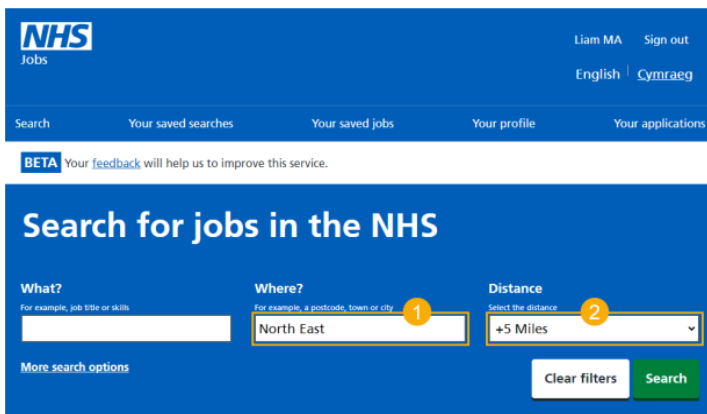 NHS
Jobs
Liam MA Sign out
English Cymraeg
Search Your saved searches Your saved jobs Your profile Your applications
BETA Your feedback will help us to improve this service.
Search for jobs in the NHS
What? Where? Distance
For example, job title or skills For example, a postcode, town or city Select the distance
1 2
North East +5 Miles
More search options
Clear filters Search